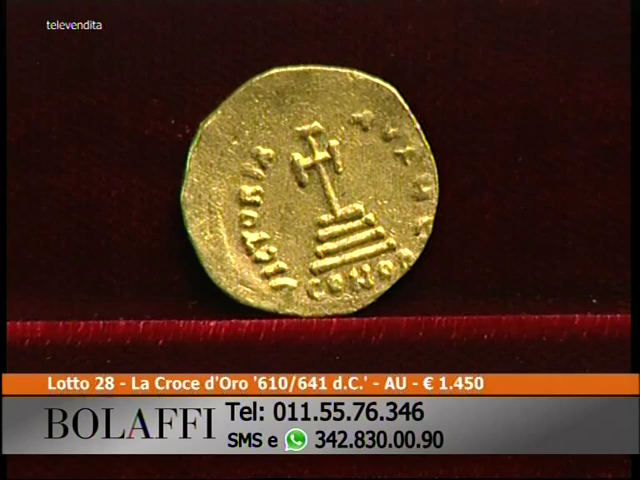 televendita
VICTORIA
CONOB
Lotto 28 - La Croce d'Oro '610/641 d.C.' - AU - € 1.450
BOLAFFI
Tel: 011.55.76.346
SMS e 342.830.00.90